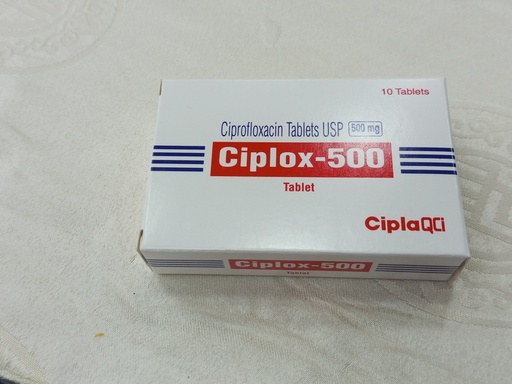 10 Tablets
Ciprofloxacin Tablets USP 500 mg
Ciplox-500
Tablet
CiplaQCi
Ciplox-500
Tablet